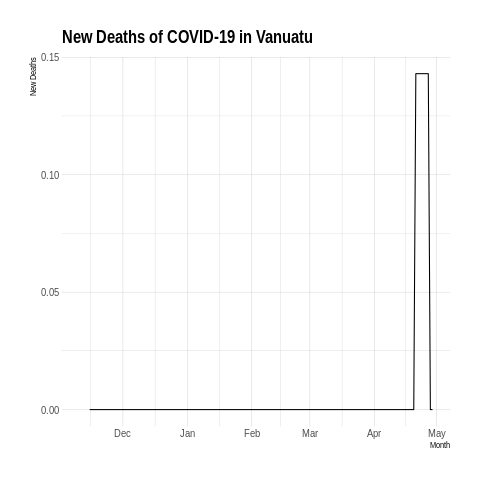 New Deaths of COVID-19 in Vanuatu
New Deaths
0.15
0.10
0.05
0.00
Dec Jan Feb Mar Apr May
Month